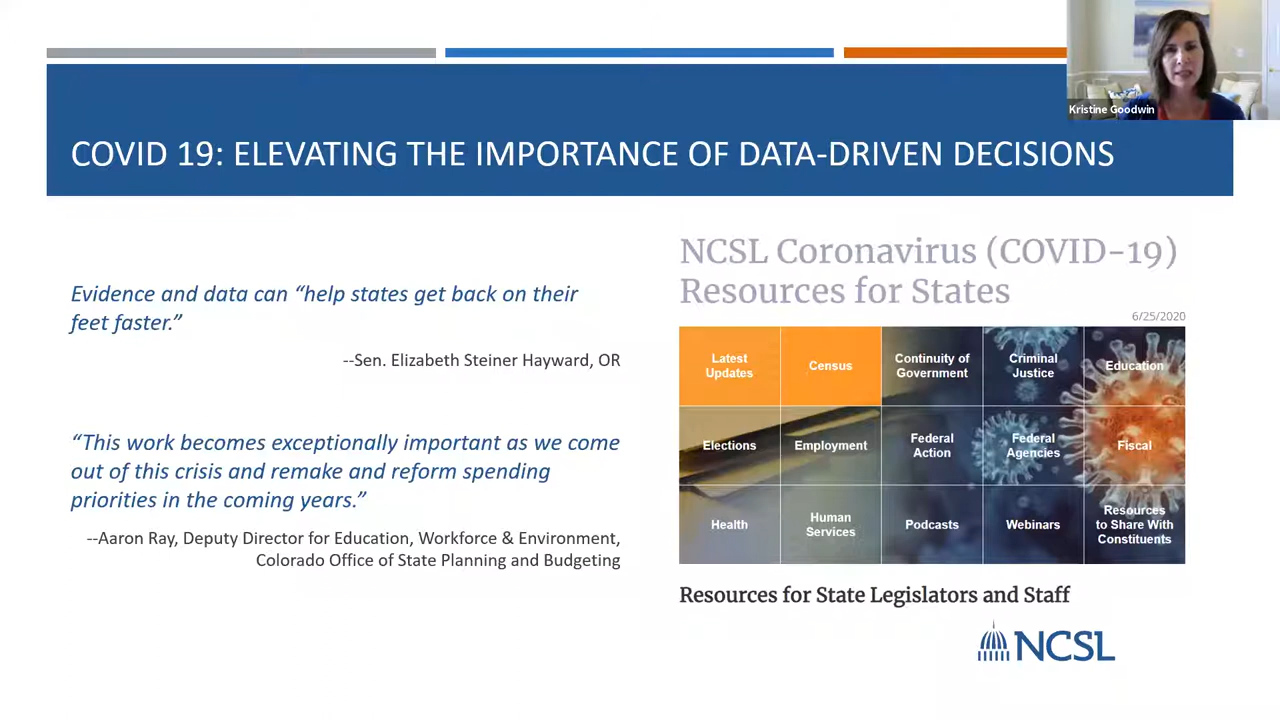 Kristine Goodwin
COVID 19: ELEVATING THE IMPORTANCE OF DATA-DRIVEN DECISIONS
Evidence and data can “help states get back on their
feet faster.”
--Sen. Elizabeth Steiner Hayward, OR
“This work becomes exceptionally important as we come
out of this crisis and remake and reform spending
priorities in the coming years.”
--Aaron Ray, Deputy Director for Education, Workforce & Environment,
Colorado Office of State Planning and Budgeting
NCSL Coronavirus (COVID-19)
Resources for States
6/25/2020
Latest
Updates
Census
Continuity of
Government
Criminal
Justice
Education
Elections
Employment
Federal
Action
Federal
Agencies
Fiscal
Health
Human
Services
Podcasts
Webinars
Resources
to Share With
Constituents
Resources for State Legislators and Staff
NCSL